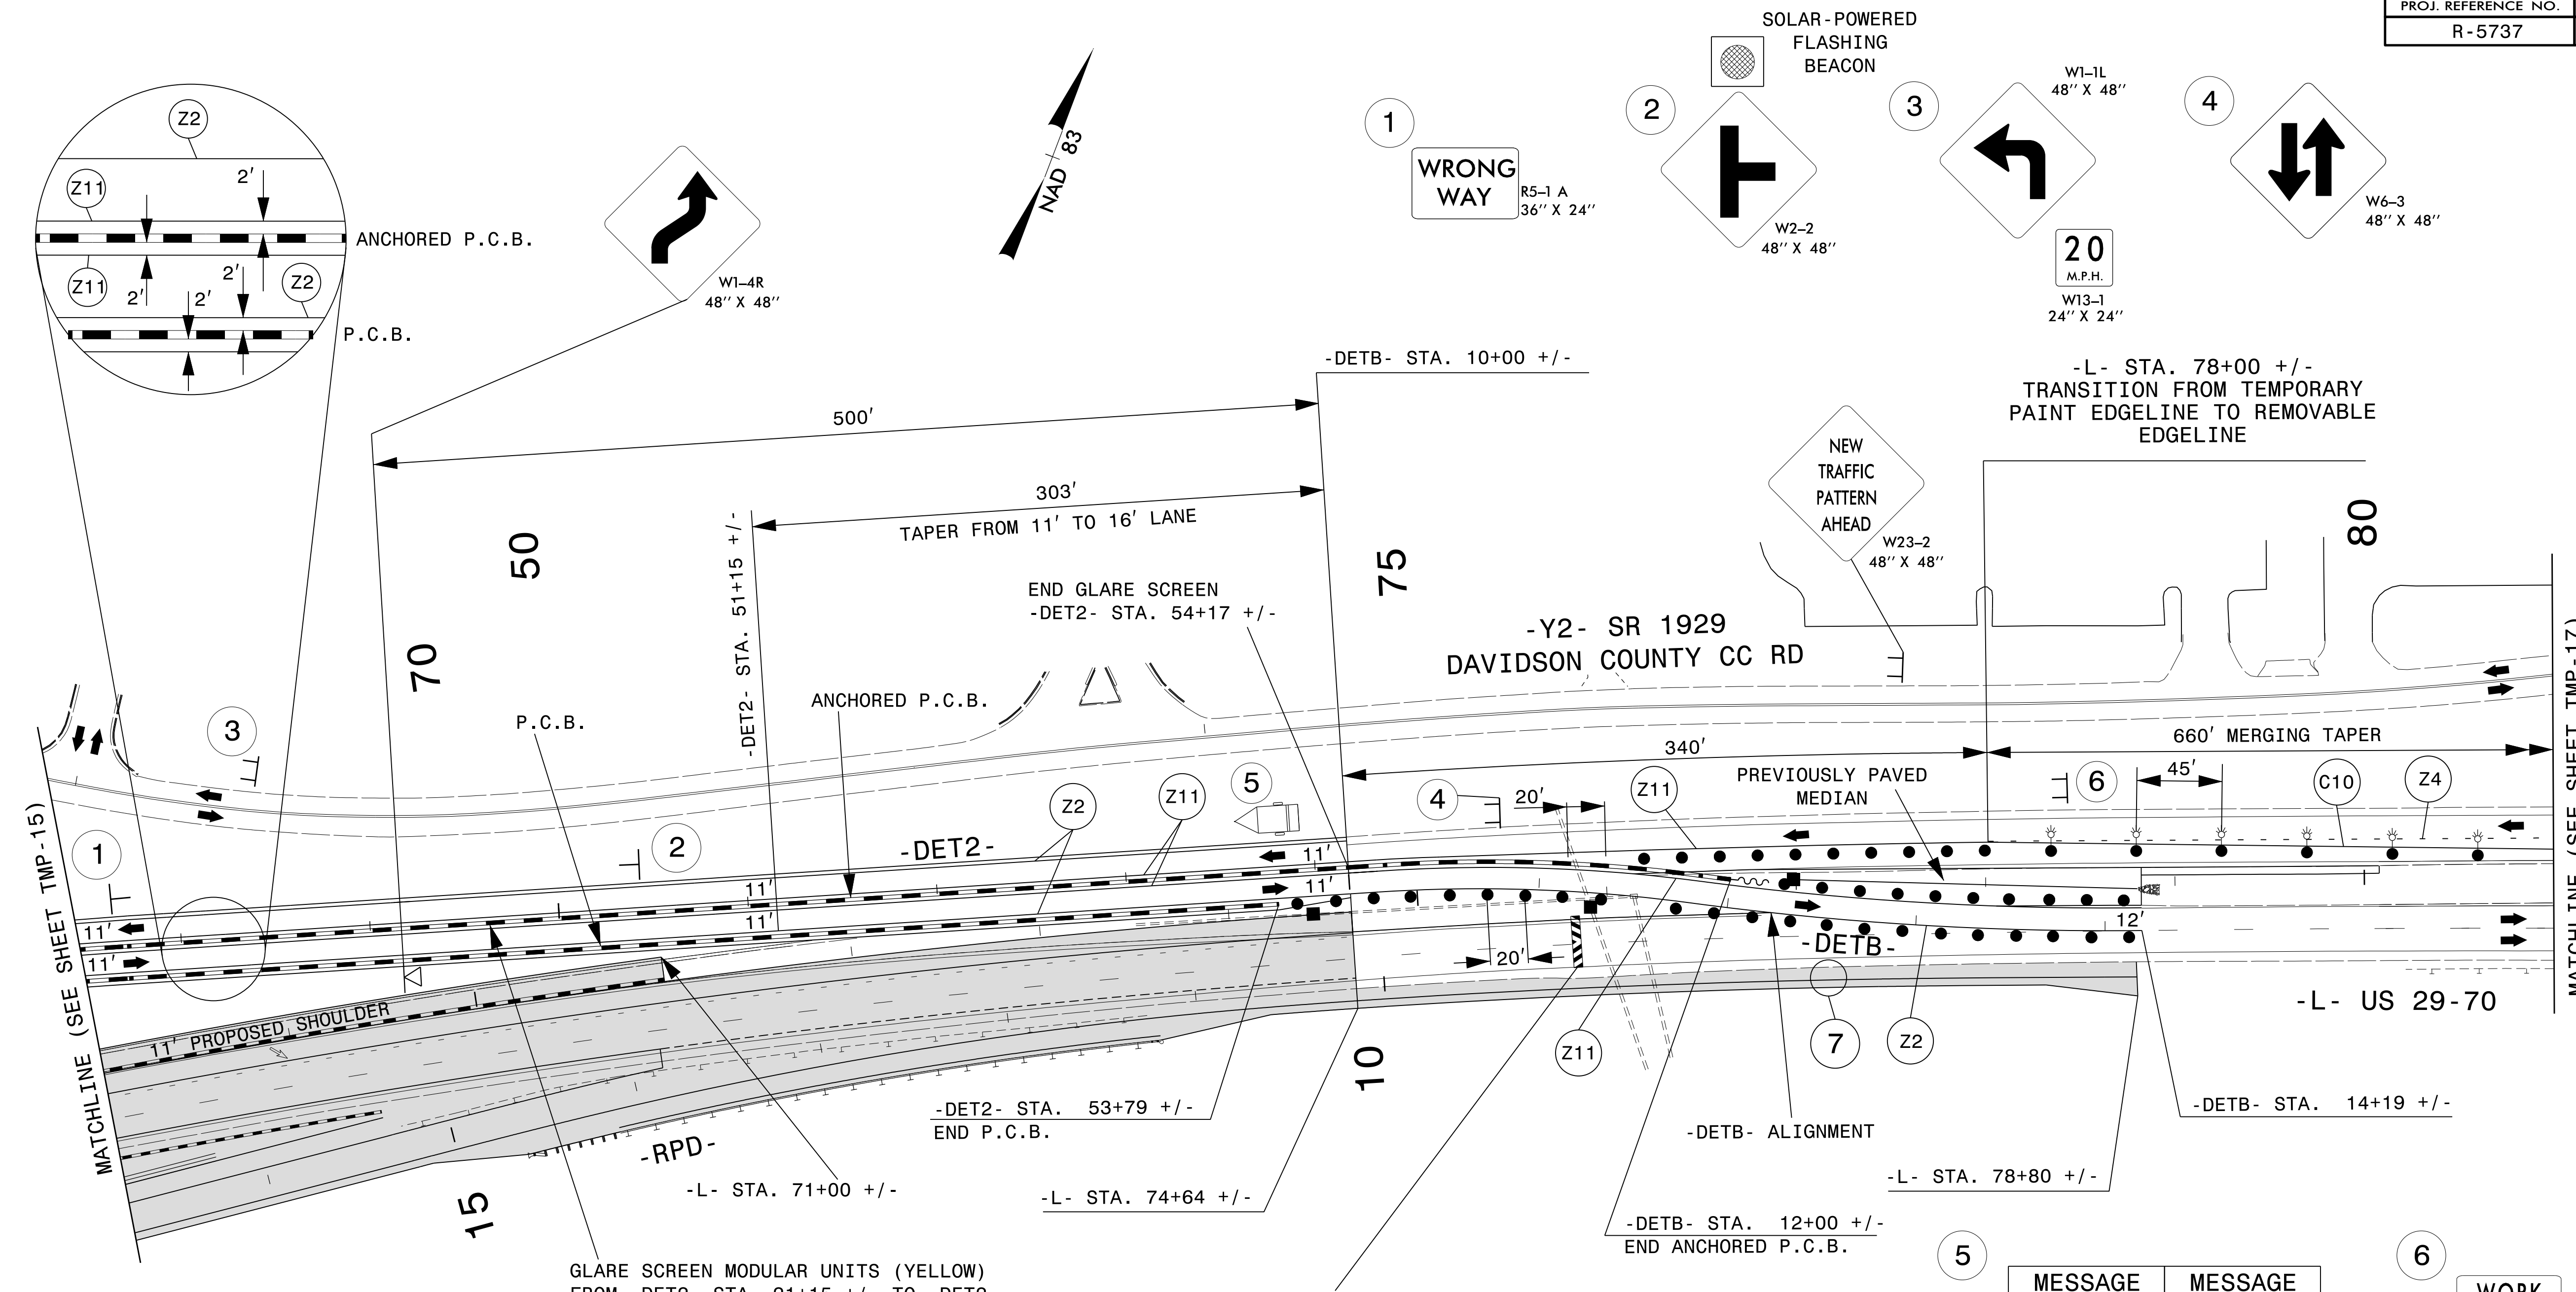 PROJ. REFERENCE NO.
R-5737
SOLAR-POWERED
FLASHING
BEACON
1
WRONG
WAY
R5-1 A
36'' X 24''
2
W2-2
48'' X 48''
3
W1-1L
48'' X 48''
20
M.P.H.
W13-1
24'' X 24''
4
W6-3
48'' X 48''
Z2
Z11
2'
ANCHORED P.C.B.
Z11
2'
2'
2'
Z2
P.C.B.
W1-4R
48'' X 48''
NAD 83
-DETB- STA. 10+00 +/-
500'
303'
TAPER FROM 11' TO 16' LANE
-L- STA. 78+00 +/-
TRANSITION FROM TEMPORARY
PAINT EDGELINE TO REMOVABLE
EDGELINE
NEW
TRAFFIC
PATTERN
AHEAD
W23-2
48'' X 48''
50
70
75
80
-DET2- STA. 51+15 +/-
END GLARE SCREEN
-DET2- STA. 54+17 +/-
-Y2- SR 1929
DAVIDSON COUNTY CC RD
P.C.B.
ANCHORED P.C.B.
3
340'
660' MERGING TAPER
PREVIOUSLY PAVED
MEDIAN
45'
6
C10
Z4
Z11
20'
4
5
Z11
Z2
-DET2-
2
1
11'
11'
11'
11'
11'
11'
12'
MATCHLINE (SEE SHEET TMP-15)
MATCHLINE (SEE SHEET TMP-17)
11' PROPOSED SHOULDER
20'
-DETB-
7
Z2
Z11
-L- US 29-70
10
15
-RPD-
-DET2- STA. 53+79 +/-
END P.C.B.
-L- STA. 71+00 +/-
-L- STA. 74+64 +/-
-DETB- ALIGNMENT
-DETB- STA. 14+19 +/-
-L- STA. 78+80 +/-
-DETB- STA. 12+00 +/-
END ANCHORED P.C.B.
GLARE SCREEN MODULAR UNITS (YELLOW)
5
MESSAGE MESSAGE
6
WORK